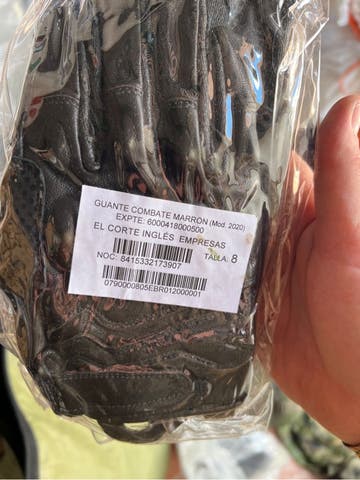 GUANTE COMBATE MARRON (Mod. 2020)
EXPTE: 6000418000500
EL CORTE INGLÉS EMPRESAS
TALLA: 8
NOC: 8415332173907
0790000805EBR012000001